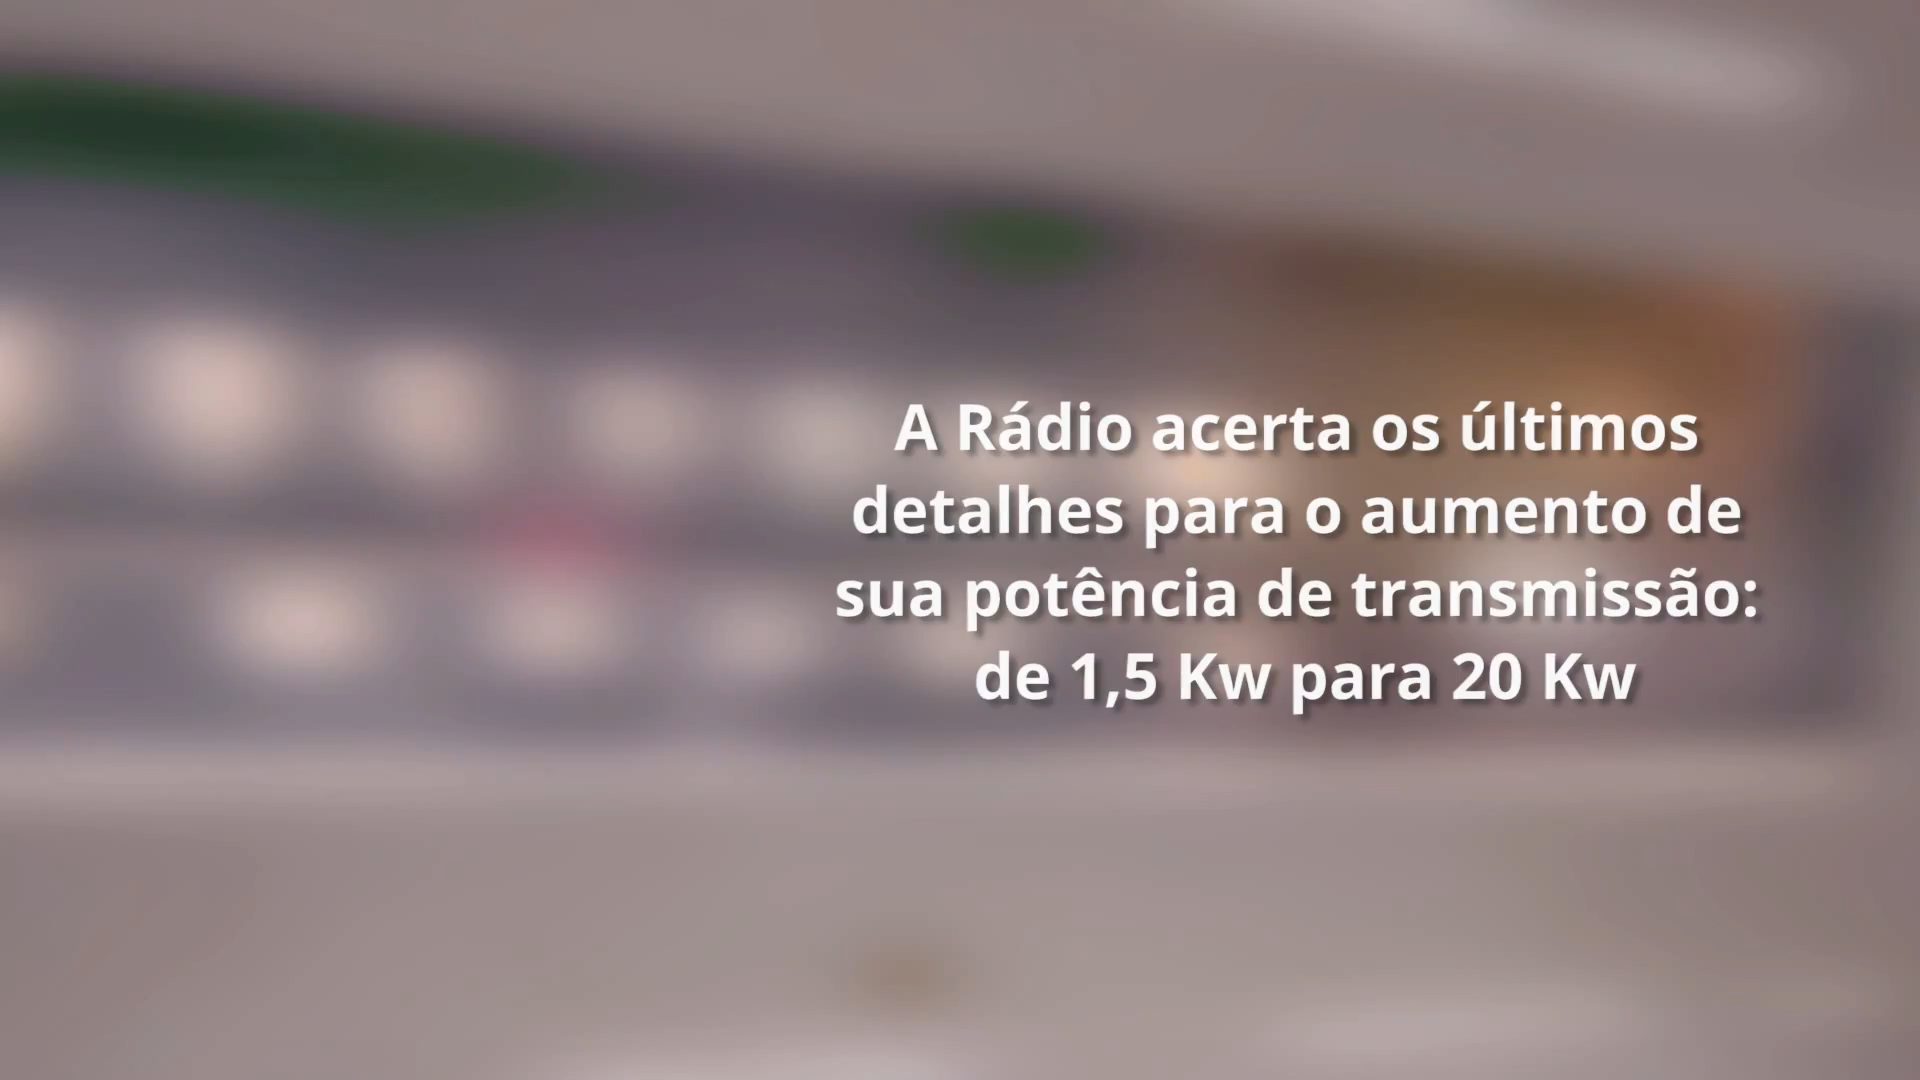 A Rádio acerta os últimos
detalhes para o aumento de
sua potência de transmissão:
de 1,5 Kw para 20 Kw